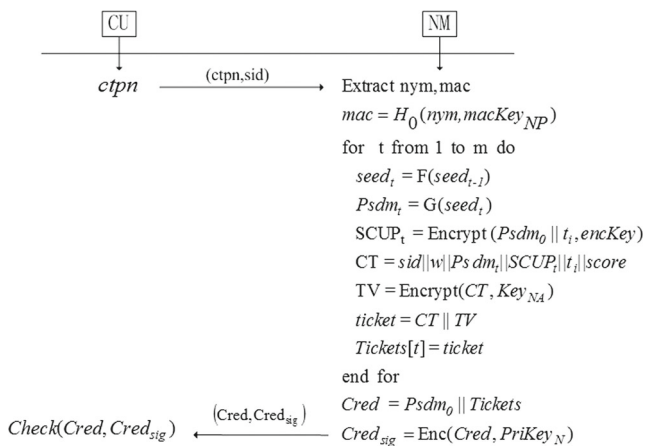 CU NM
ctpn (ctpn,sid) Extract nym,mac
mac = H0(nym,macKeyNP)
for t from 1 to m do
seedt = F(seedt-1)
Psdmt = G(seedt)
SCUPt = Encrypt (Psdm0 || ti,encKey)
CT = sid||w||Psdmt||SCUPt||ti||score
TV = Encrypt(CT, KeyNA)
ticket = CT || TV
Tickets[t] = ticket
end for
Cred = Psdm0 || Tickets
Check(Cred, Credsig) (Cred,Credsig) Credsig = Enc(Cred, PriKeyN)